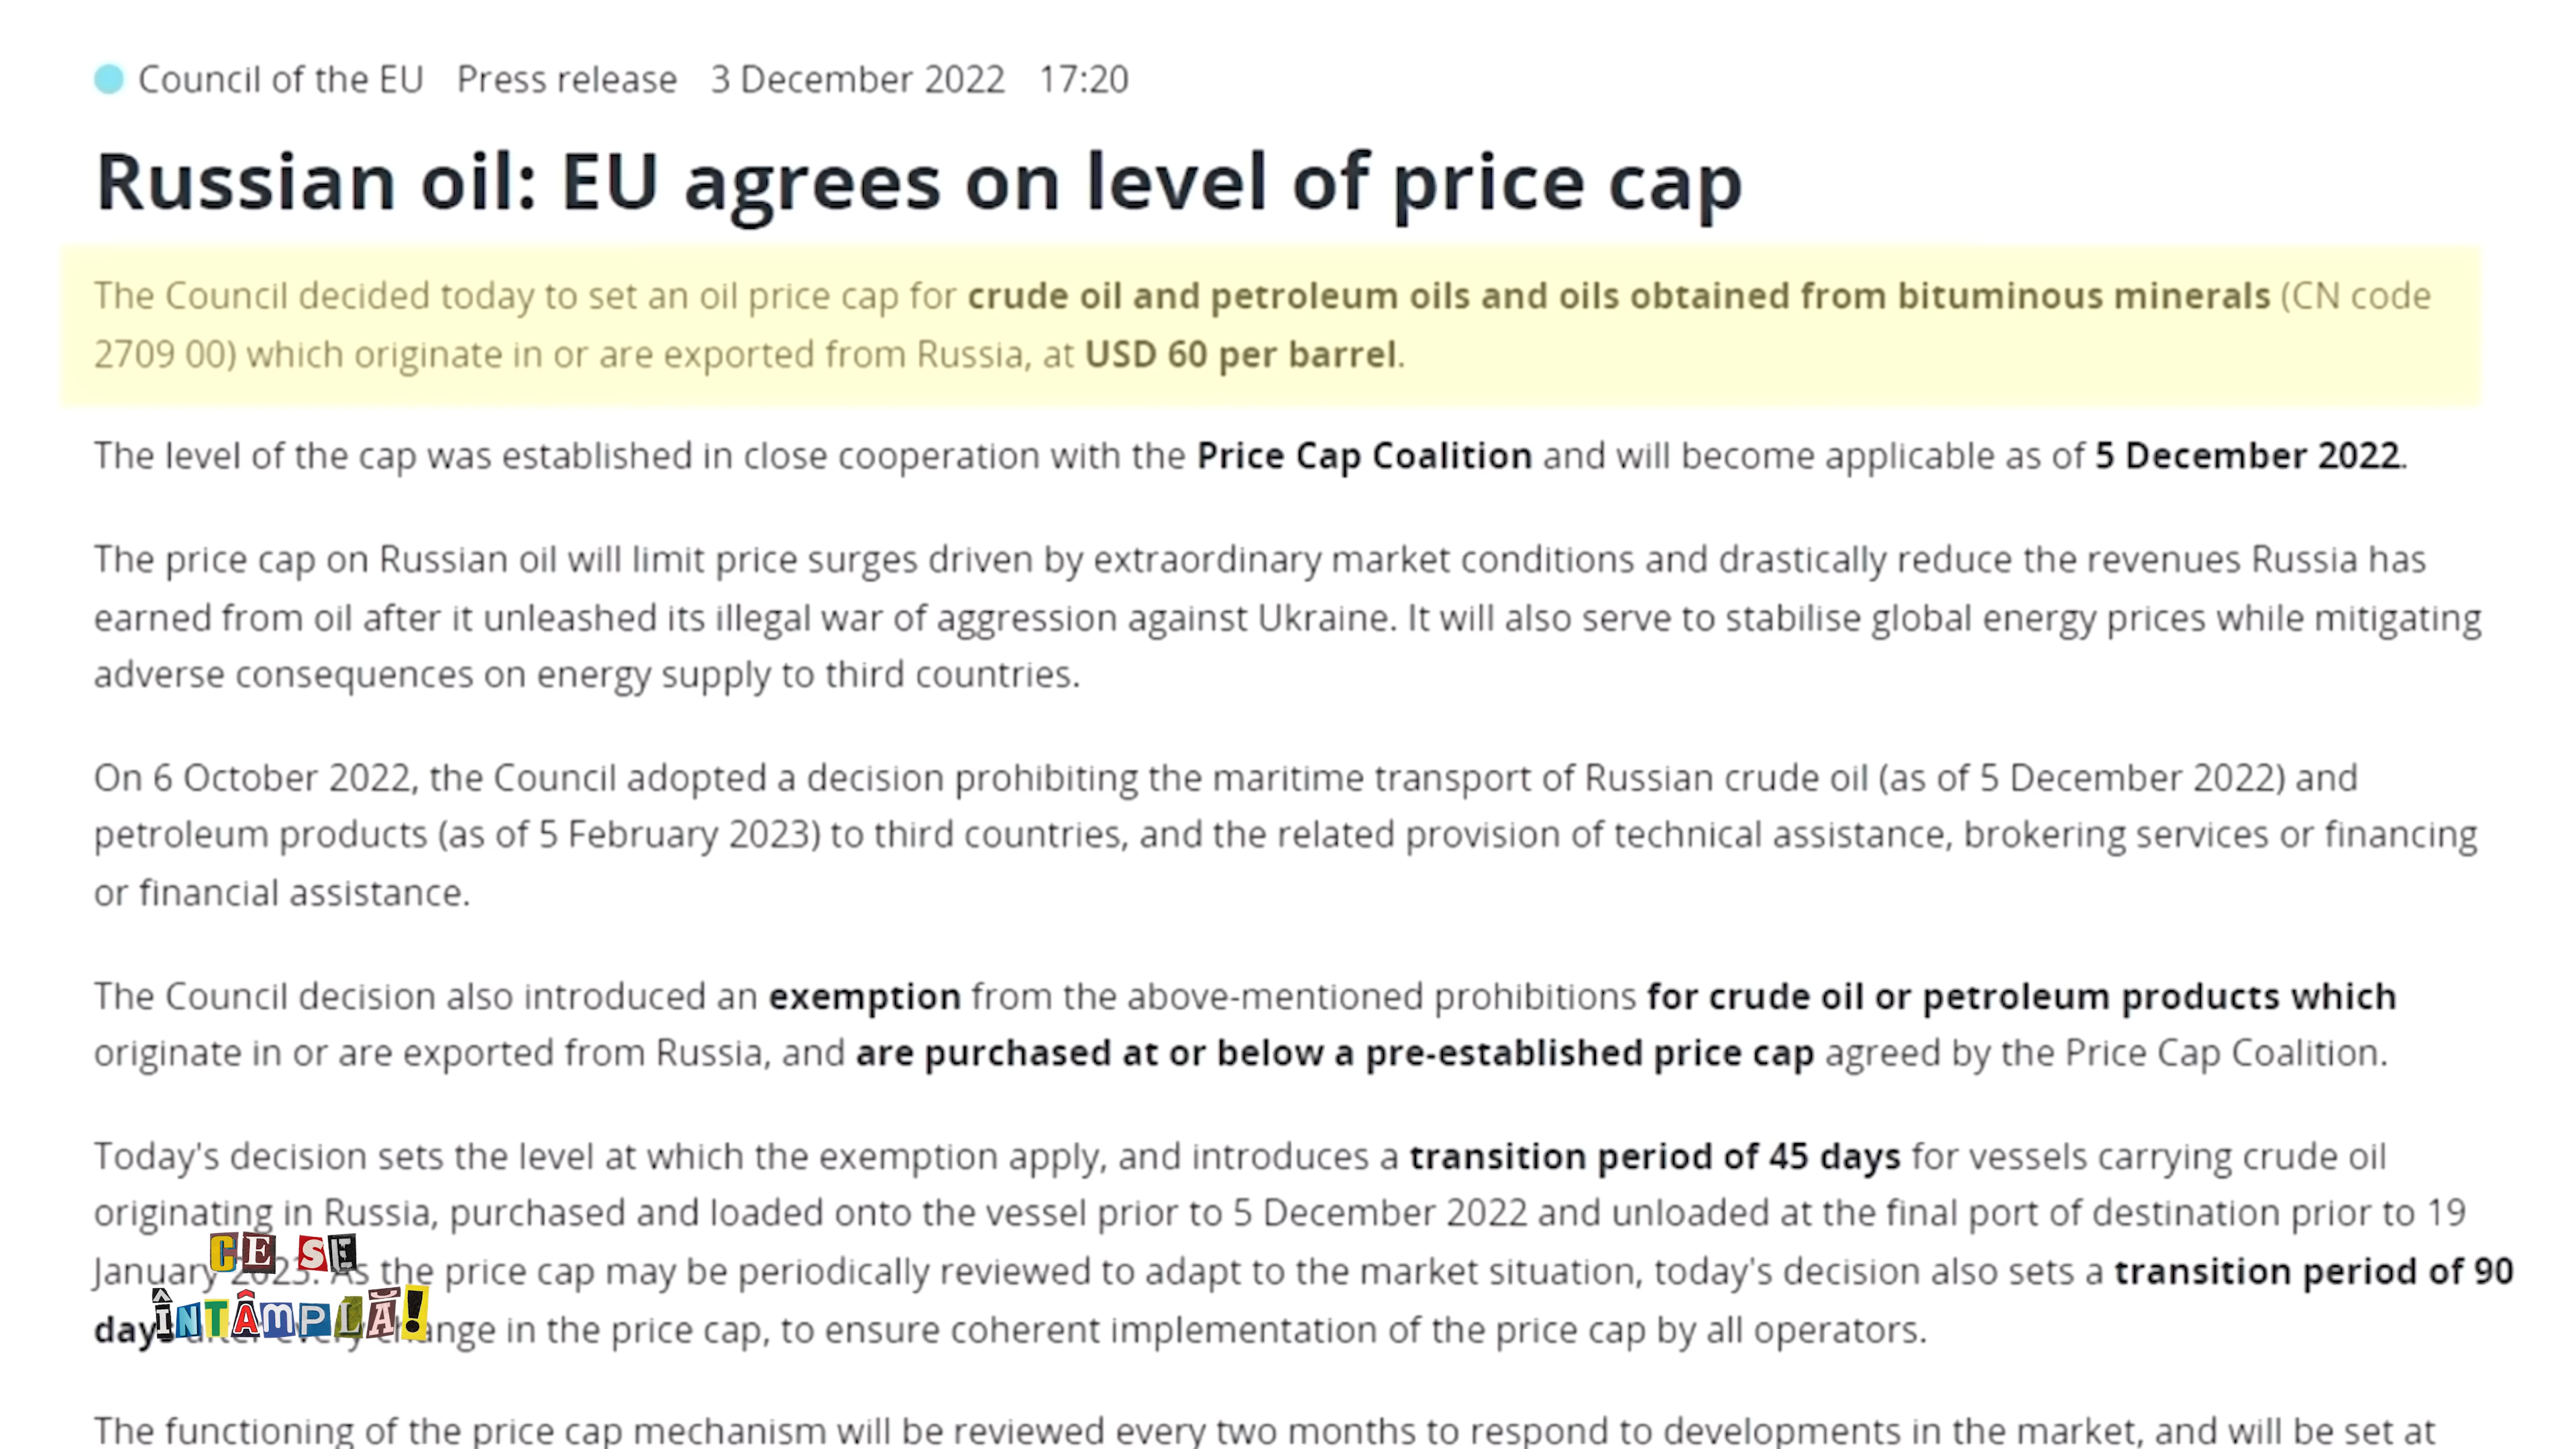 Council of the EU Press release 3 December 2022 17:20
Russian oil: EU agrees on level of price cap
The Council decided today to set an oil price cap for crude oil and petroleum oils and oils obtained from bituminous minerals (CN code
2709 00) which originate in or are exported from Russia, at USD 60 per barrel.
The level of the cap was established in close cooperation with the Price Cap Coalition and will become applicable as of 5 December 2022.
The price cap on Russian oil will limit price surges driven by extraordinary market conditions and drastically reduce the revenues Russia has
earned from oil after it unleashed its illegal war of aggression against Ukraine. It will also serve to stabilise global energy prices while mitigating
adverse consequences on energy supply to third countries.
On 6 October 2022, the Council adopted a decision prohibiting the maritime transport of Russian crude oil (as of 5 December 2022) and
petroleum products (as of 5 February 2023) to third countries, and the related provision of technical assistance, brokering services or financing
or financial assistance.
The Council decision also introduced an exemption from the above-mentioned prohibitions for crude oil or petroleum products which
originate in or are exported from Russia, and are purchased at or below a pre-established price cap agreed by the Price Cap Coalition.
Today's decision sets the level at which the exemption apply, and introduces a transition period of 45 days for vessels carrying crude oil
originating in Russia, purchased and loaded onto the vessel prior to 5 December 2022 and unloaded at the final port of destination prior to 19
January 2023. As the price cap may be periodically reviewed to adapt to the market situation, today's decision also sets a transition period of 90
days after every change in the price cap, to ensure coherent implementation of the price cap by all operators.
The functioning of the price cap mechanism will be reviewed every two months to respond to developments in the market, and will be set at
CE SE
ÎNTÂMPLĂ!